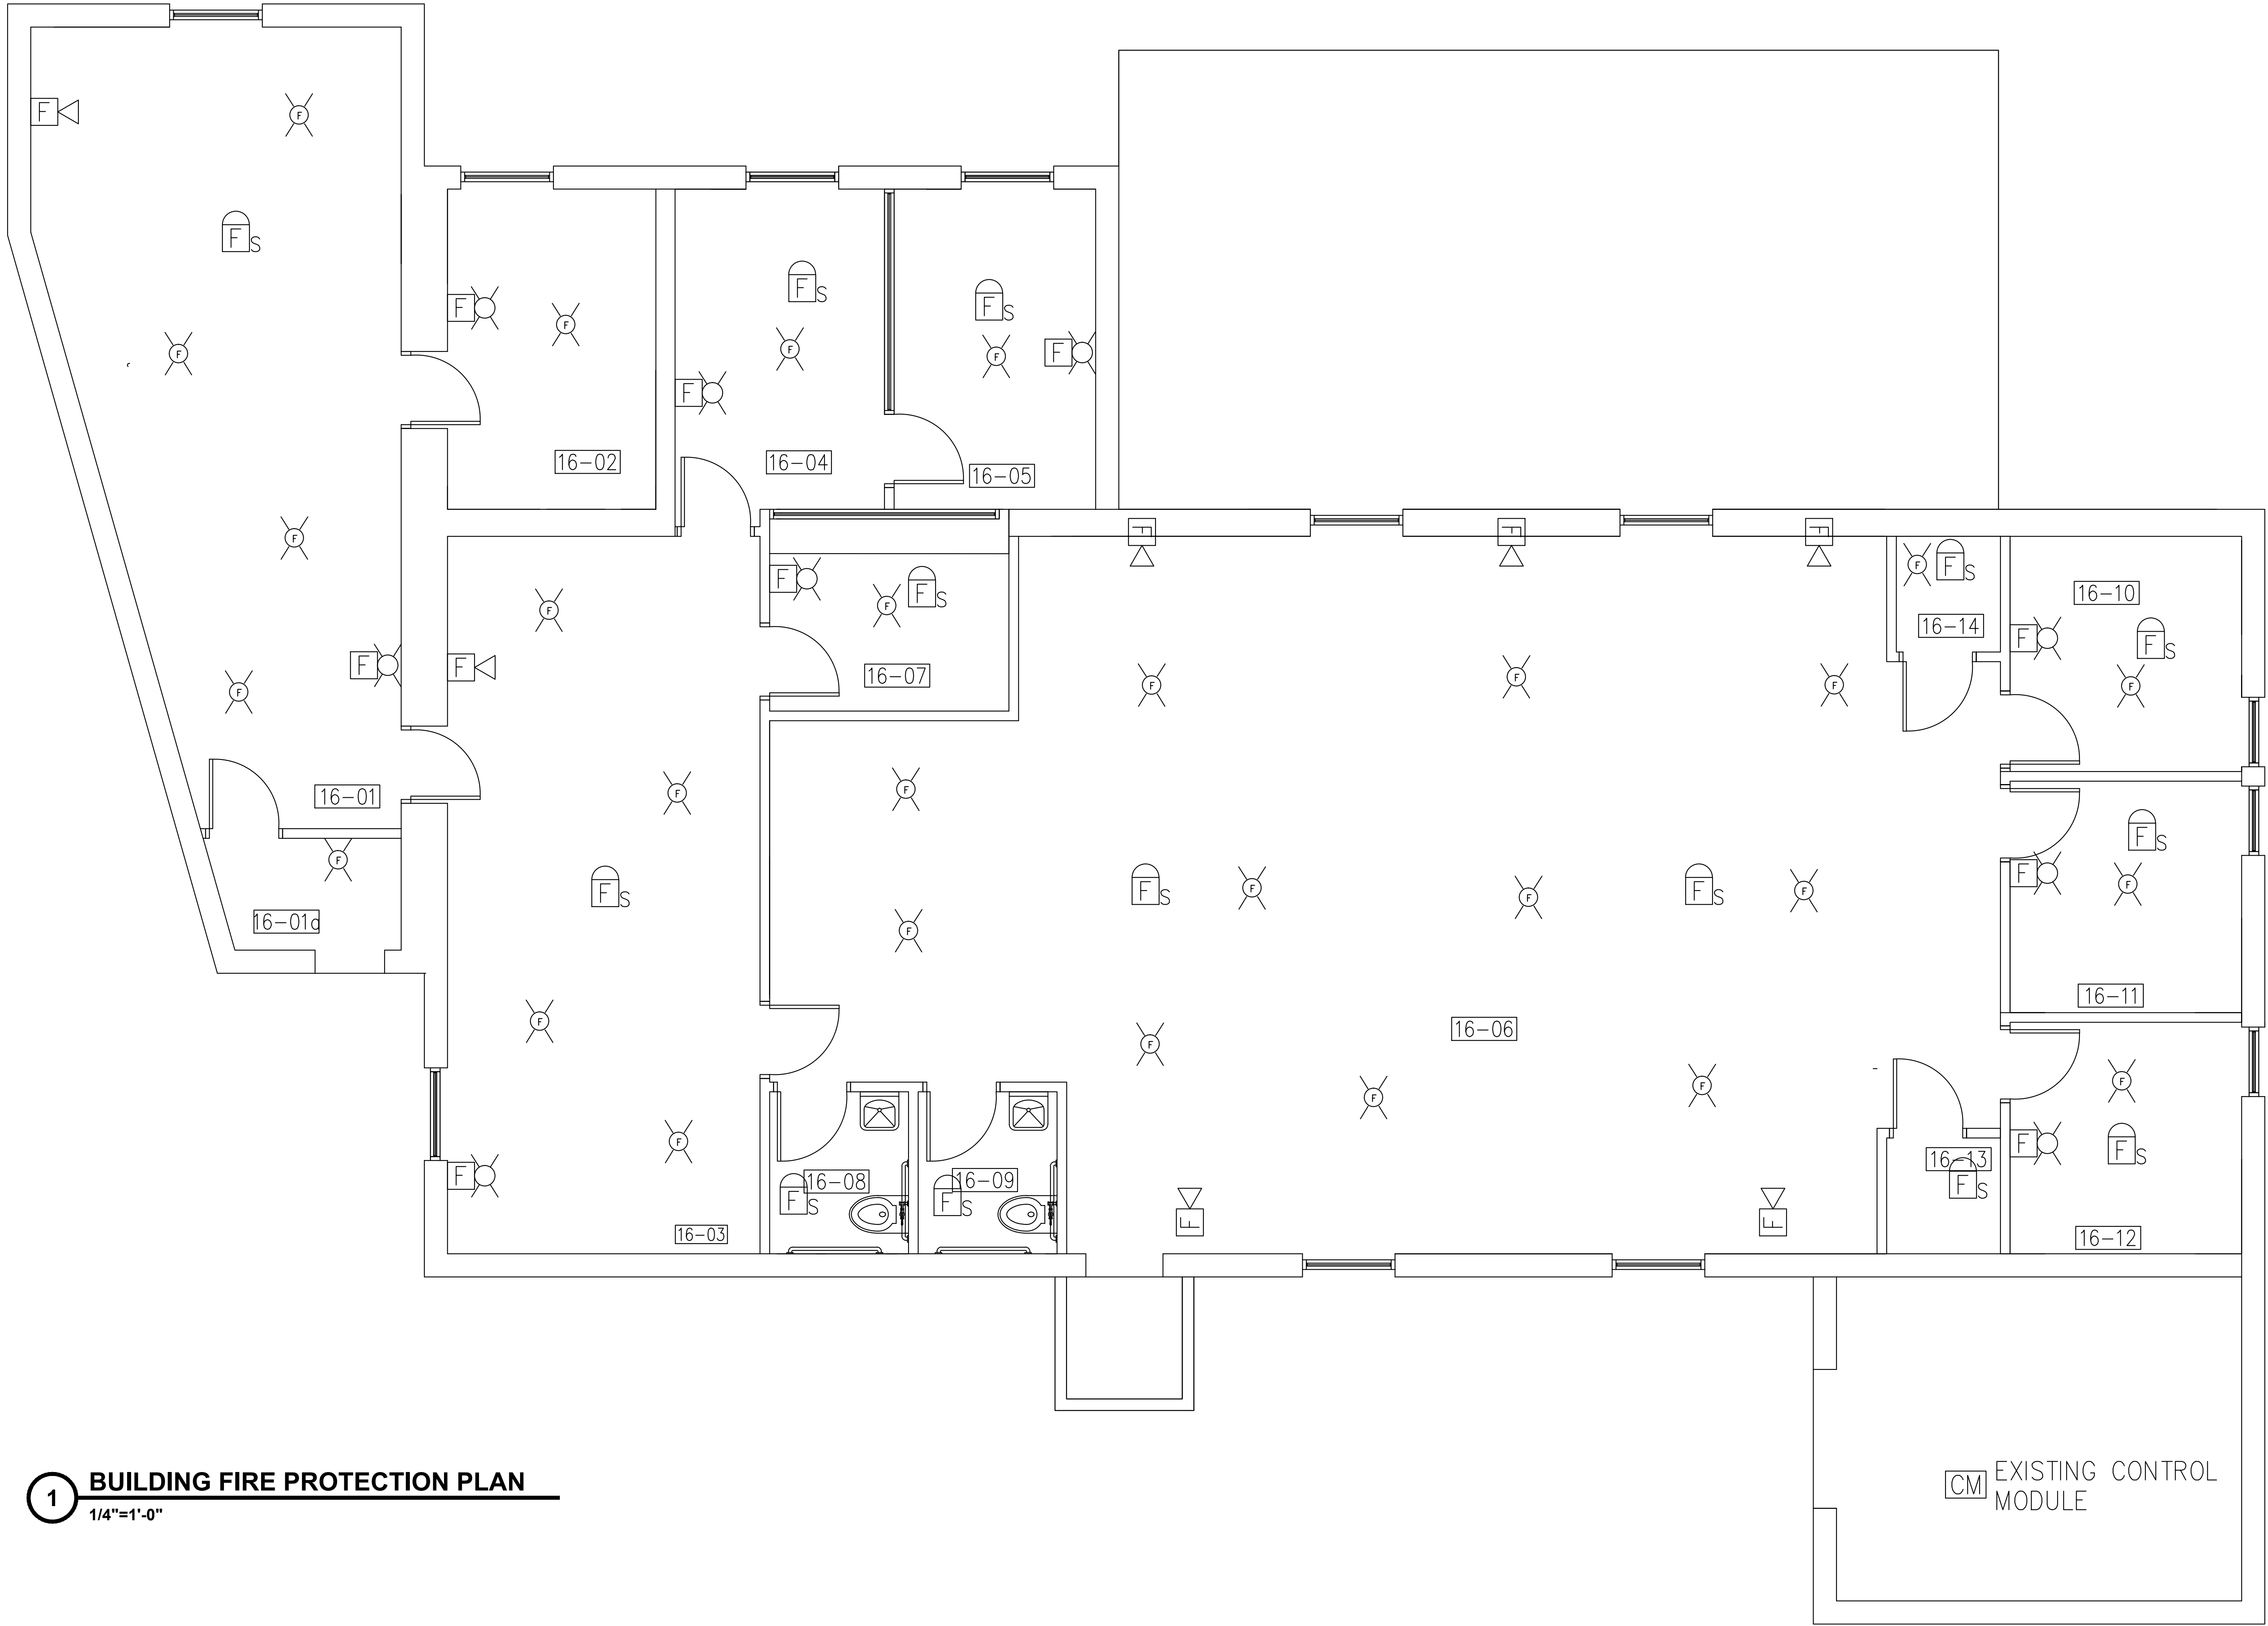 F
F
F S
F S
F S
F
F
F
F
F
F
F
16-02
16-04
16-05
F
F
F
F
F
F S
F
F S
F
16-10
F
16-14
F
F S
F
F
16-07
F
F
F
F
F
F
F
16-01
F S
F
F
F S
F S
F
F
F S
F
F
16-01a
F
16-11
F
16-06
F
F
F
F
F
F
F S
16-13
F
16-08
16-09
F S
F S
F S
F
F
16-03
16-12
EXISTING CONTROL
CM MODULE
1
BUILDING FIRE PROTECTION PLAN
1/4"=1'-0"